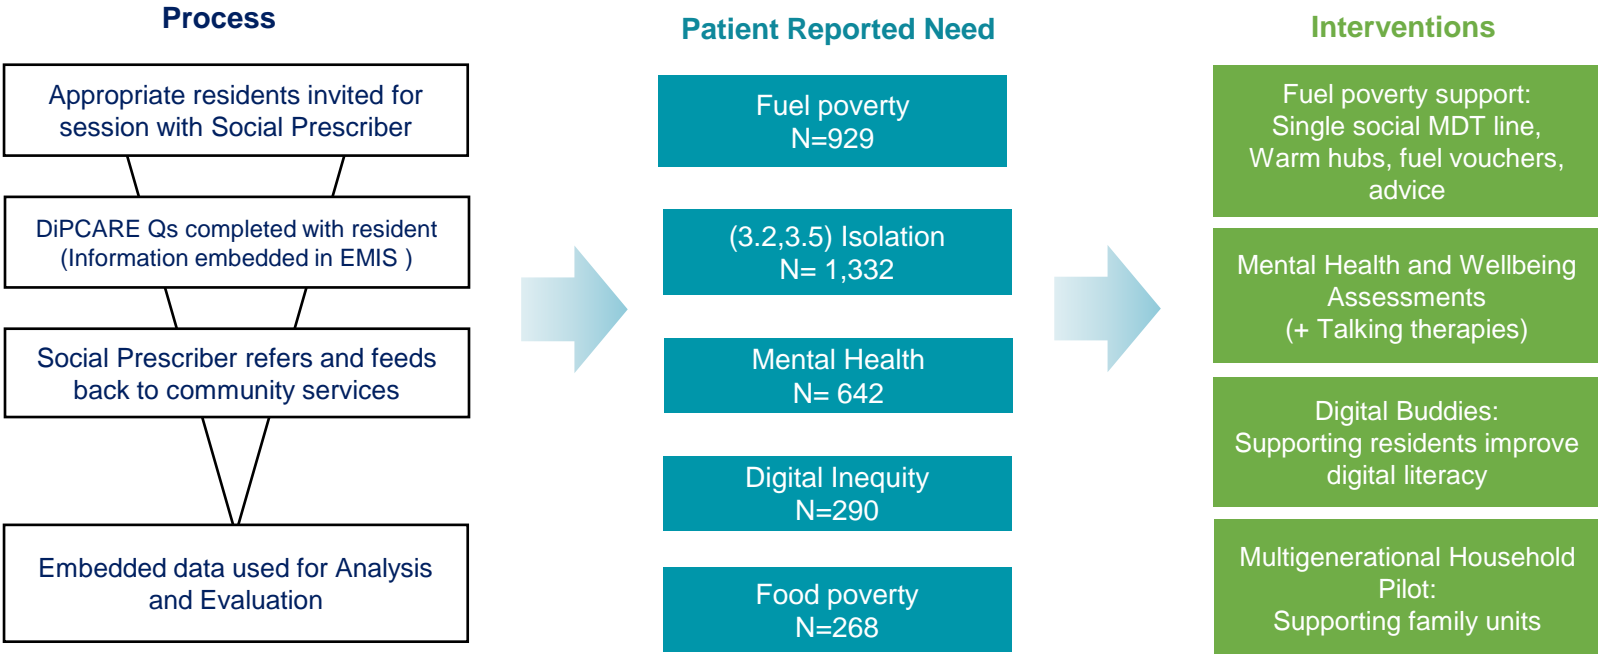 Process
Appropriate residents invited for
session with Social Prescriber
DiPCARE Qs completed with resident
(Information embedded in EMIS )
Social Prescriber refers and feeds
back to community services
Embedded data used for Analysis
and Evaluation
Patient Reported Need
Fuel poverty
N=929
(3.2,3.5) Isolation
N= 1,332
Mental Health
N= 642
Digital Inequity
N=290
Food poverty
N=268
Interventions
Fuel poverty support:
Single social MDT line,
Warm hubs, fuel vouchers,
advice
Mental Health and Wellbeing
Assessments
(+ Talking therapies)
Digital Buddies:
Supporting residents improve
digital literacy
Multigenerational Household
Pilot:
Supporting family units